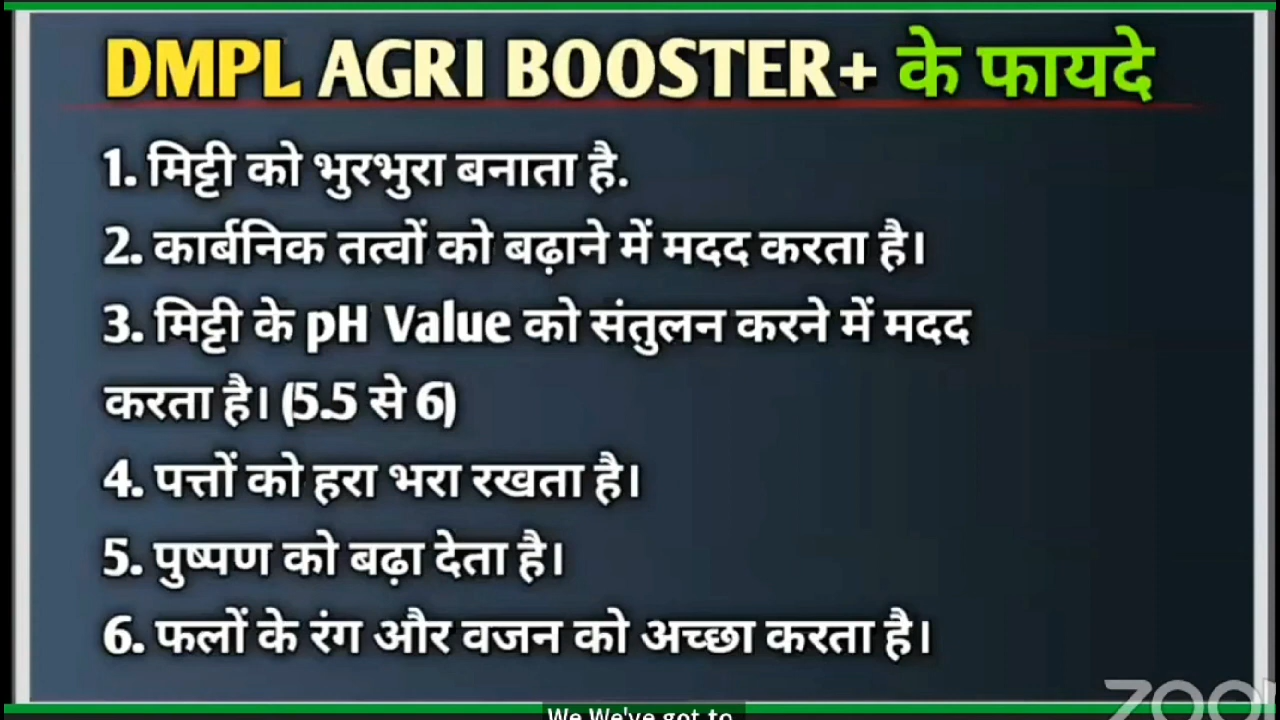 DMPL AGRI BOOSTER+ के फायदे
1. मिट्टी को भुरभुरा बनाता है.
2. कार्बनिक तत्वों को बढ़ाने में मदद करता है।
3. मिट्टी के pH Value को संतुलन करने में मदद
करता है। (5.5 से 6)
4. पत्तों को हरा भरा रखता है।
5. पुष्पण को बढ़ा देता है।
6. फलों के रंग और वजन को अच्छा करता है।
We We've got to